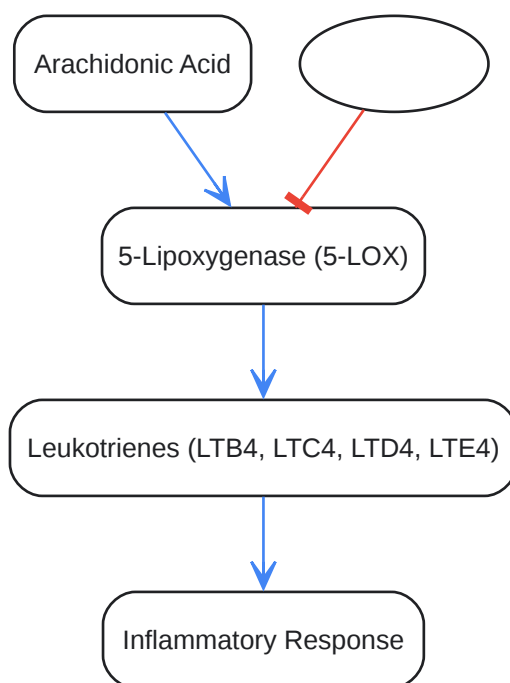 Arachidonic Acid
5-Lipoxygenase (5-LOX)
Leukotrienes (LTB4, LTC4, LTD4, LTE4)
Inflammatory Response